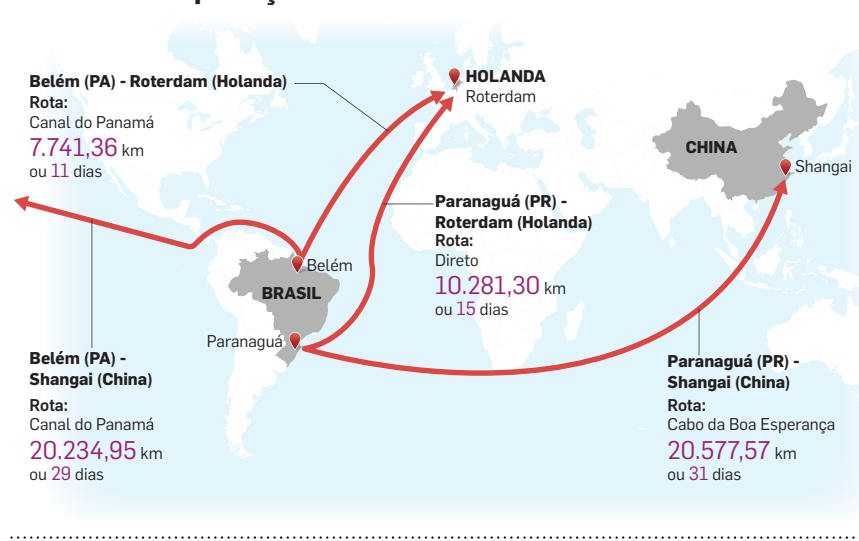 Belém (PA) - Roterdam (Holanda)
Rota:
Canal do Panamá
7.741,36 km
ou 11 dias
HOLANDA
Roterdam
CHINA
Shangai
Paranaguá (PR) -
Roterdam (Holanda)
Rota:
Direto
10.281,30 km
ou 15 dias
Belém
BRASIL
Paranaguá
Belém (PA) -
Shangai (China)
Rota:
Canal do Panamá
20.234,95 km
ou 29 dias
Paranaguá (PR) -
Shangai (China)
Rota:
Cabo da Boa Esperança
20.577,57 km
ou 31 dias